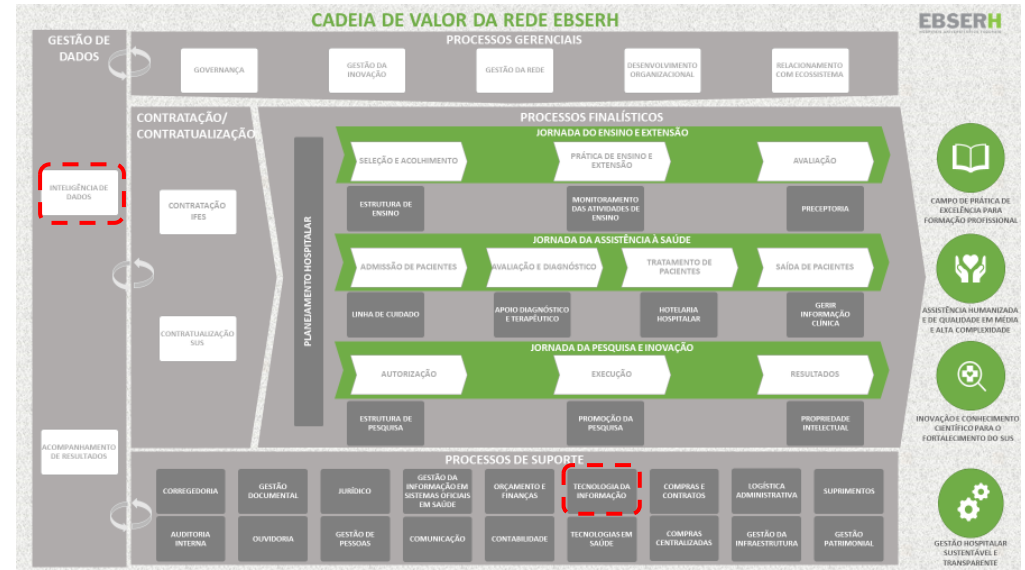 CADEIA DE VALOR DA REDE EBSERH
EBSERH
GESTÃO DE
DADOS
PROCESSOS GERENCIAIS
GOVERNANÇA
GESTÃO DA
INOVAÇÃO
GESTÃO DA REDE
DESENVOLVIMENTO
ORGANIZACIONAL
RELACIONAMENTO
COM ECOSSISTEMA
INTELIGÊNCIA DE
DADOS
ACOMPANHAMENTO
DE RESULTADOS
CONTRATAÇÃO/
CONTRATUALIZAÇÃO
CONTRATAÇÃO
IFES
CONTRATUALIZAÇÃO
SUS
PROCESSOS FINALÍSTICOS
PLANEJAMENTO HOSPITALAR
JORNADA DO ENSINO E EXTENSÃO
SELEÇÃO E ACOLHIMENTO
PRÁTICA DE ENSINO E
EXTENSÃO
AVALIAÇÃO
ESTRUTURA DE
ENSINO
MONITORAMENTO
DAS ATIVIDADES DE
ENSINO
PRECEPTORIA
JORNADA DA ASSISTÊNCIA À SAÚDE
ADMISSÃO DE PACIENTES
AVALIAÇÃO E DIAGNÓSTICO
TRATAMENTO DE
PACIENTES
SAÍDA DE PACIENTES
LINHA DE CUIDADO
APOIO DIAGNÓSTICO
E TERAPÊUTICO
HOTELARIA
HOSPITALAR
GERIR
INFORMAÇÃO
CLÍNICA
JORNADA DA PESQUISA E INOVAÇÃO
AUTORIZAÇÃO
EXECUÇÃO
RESULTADOS
ESTRUTURA DE
PESQUISA
PROMOÇÃO DA
PESQUISA
PROPRIEDADE
INTELECTUAL
PROCESSOS DE SUPORTE
CORREGEDORIA
GESTÃO
DOCUMENTAL
JURÍDICO
GESTÃO DA
INFORMAÇÃO EM
SISTEMAS OFICIAIS
EM SAÚDE
ORÇAMENTO E
FINANÇAS
TECNOLOGIA DA
INFORMAÇÃO
COMPRAS E
CONTRATOS
LOGÍSTICA
ADMINISTRATIVA
SUPRIMENTOS
AUDITORIA
INTERNA
OUVIDORIA
GESTÃO DE
PESSOAS
COMUNICAÇÃO
CONTABILIDADE
TECNOLOGIAS EM
SAÚDE
COMPRAS
CENTRALIZADAS
GESTÃO DA
INFRAESTRUTURA
GESTÃO
PATRIMONIAL
CAMPO DE PRÁTICA DE
EXCELÊNCIA PARA
FORMAÇÃO PROFISSIONAL
ASSISTÊNCIA HUMANIZADA
E DE QUALIDADE EM MÉDIA
E ALTA COMPLEXIDADE
INOVAÇÃO E CONHECIMENTO
CIENTÍFICO PARA O
FORTALECIMENTO DO SUS
GESTÃO HOSPITALAR
SUSTENTÁVEL E
TRANSPARENTE